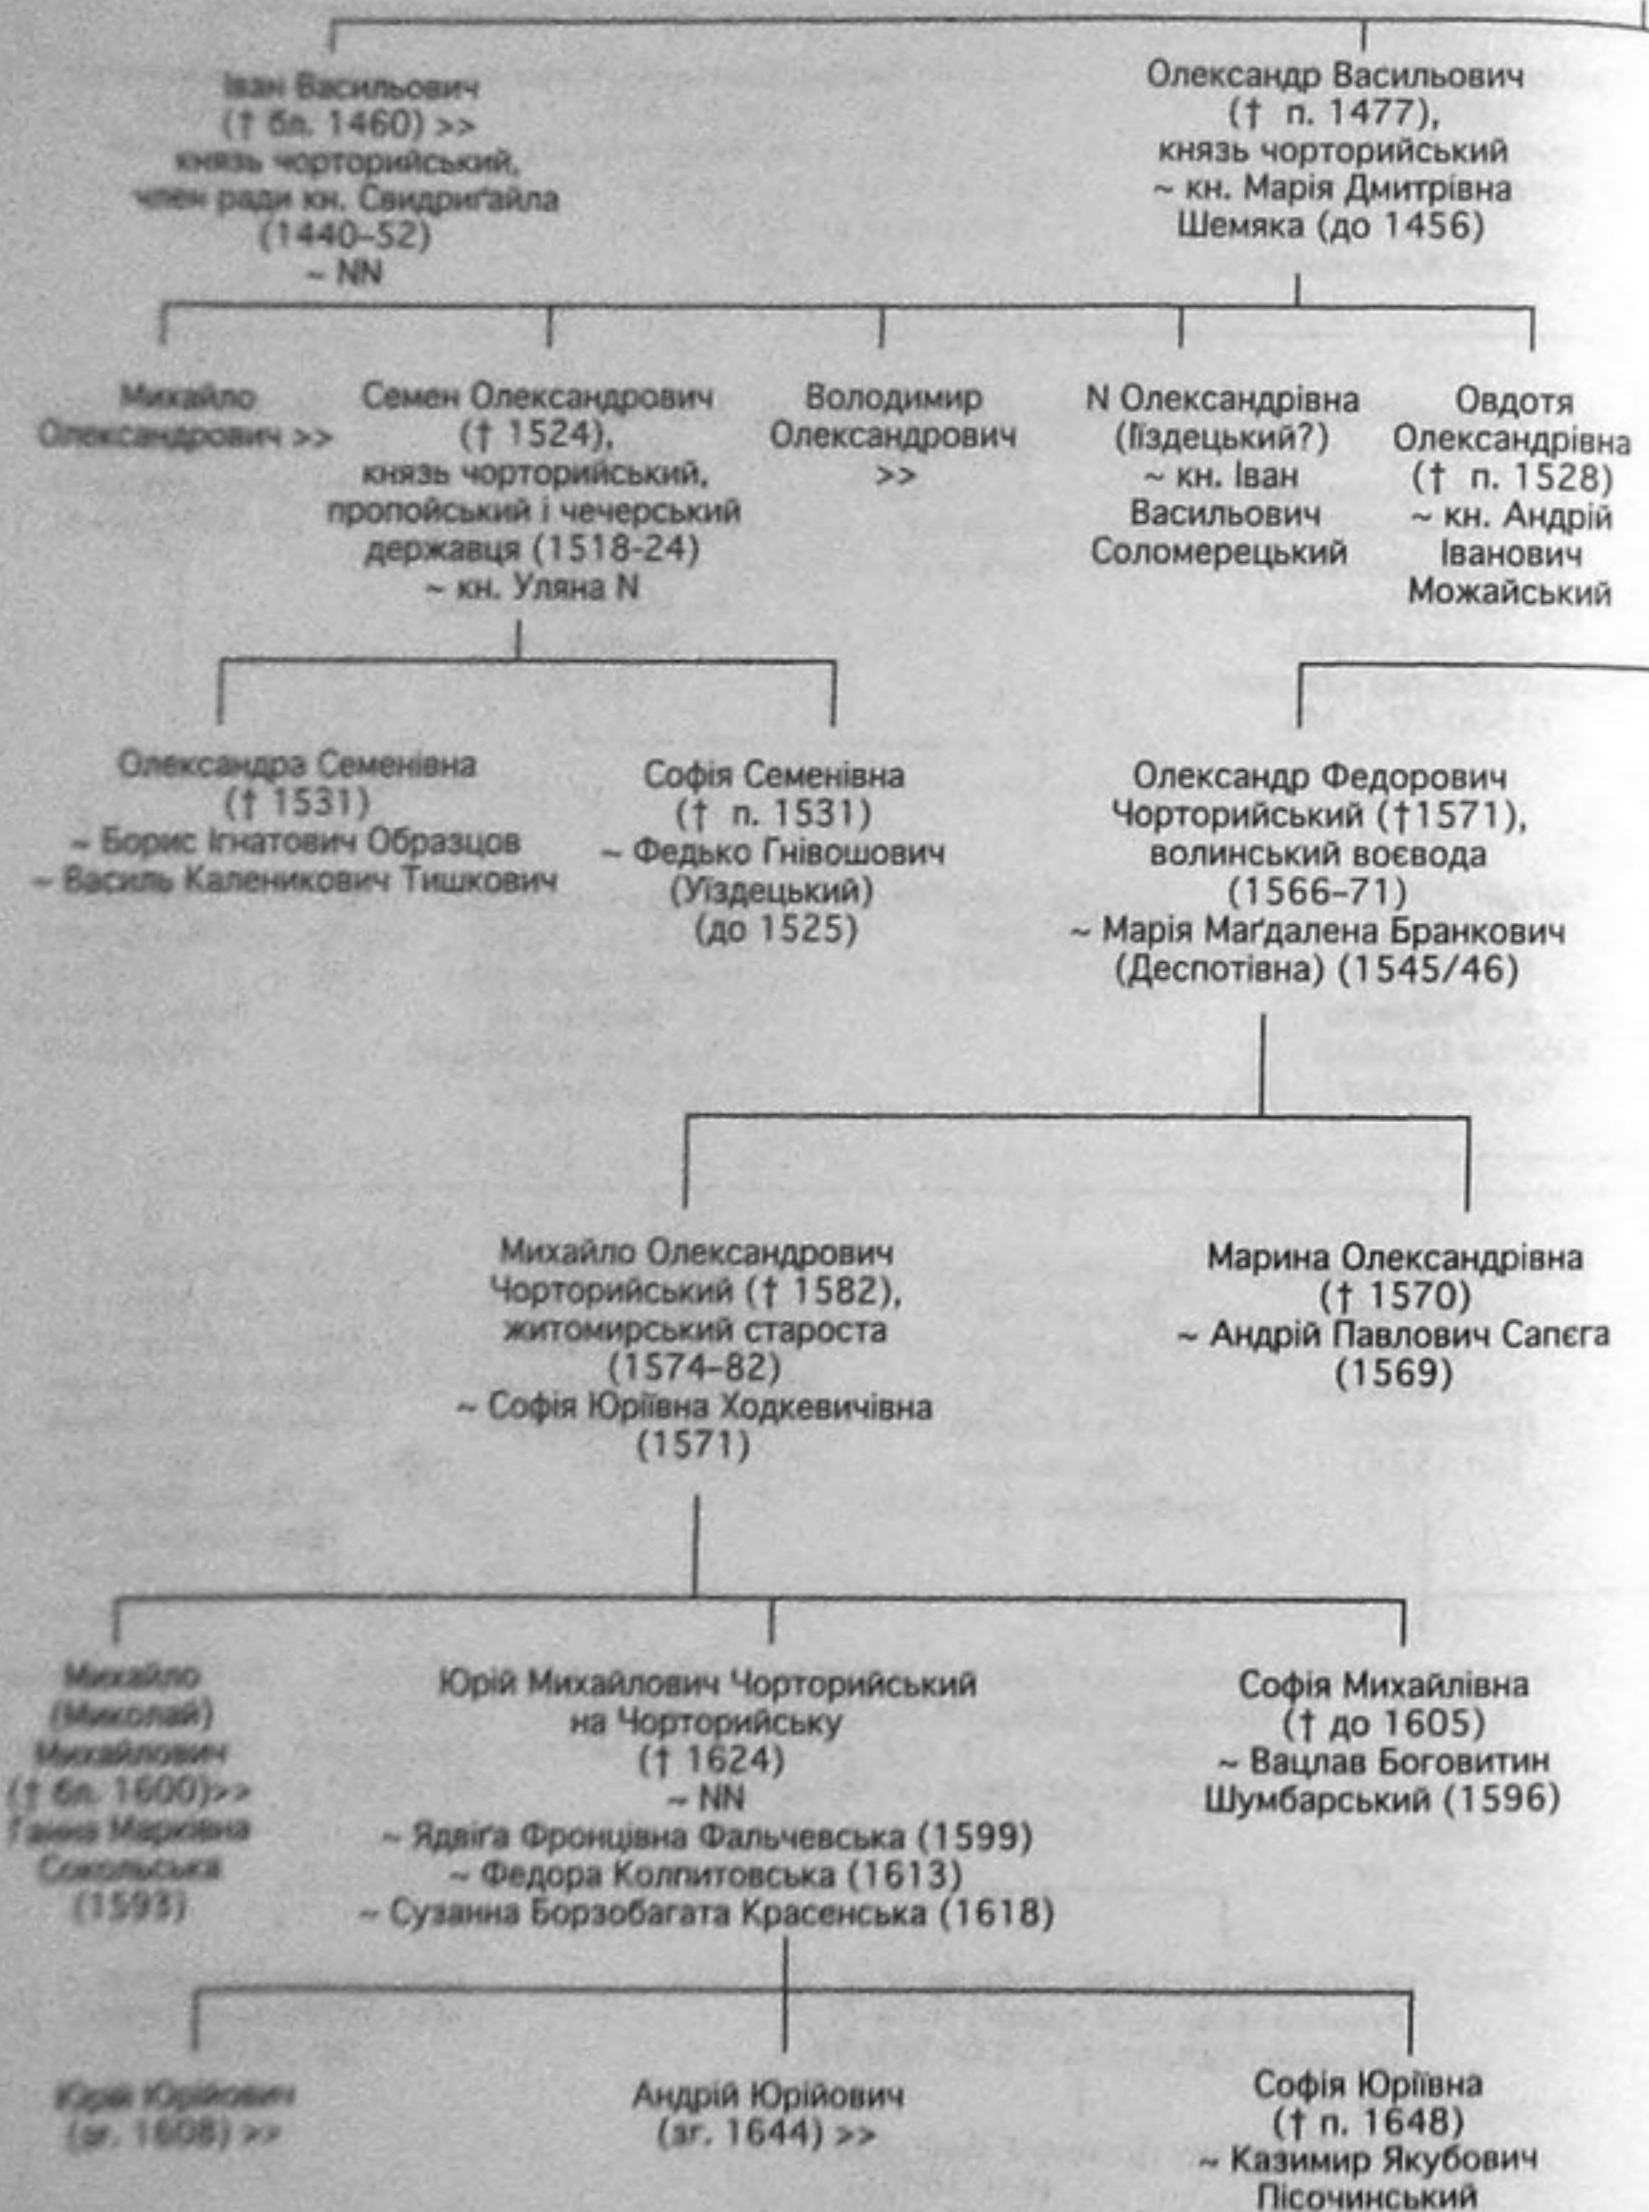 Іван Васильович
(† бл. 1460) >>
князь чорторийський,
член ради кн. Свидриґайла
(1440–52)
~ NN
Олександр Васильович
(† п. 1477),
князь чорторийський
~ кн. Марія Дмитрівна
Шемяка (до 1456)
Михайло
Олександрович >>
Семен Олександрович
(† 1524),
князь чорторийський,
пропойський і чечерський
державця (1518-24)
~ кн. Уляна N
Володимир
Олександрович
>>
N Олександрівна
(Їіздецький?)
~ кн. Іван
Васильович
Соломерецький
Овдотя
Олександрівна
(† п. 1528)
~ кн. Андрій
Іванович
Можайський
Олександра Семенівна
(† 1531)
~ Борис Ігнатович Образцов
~ Василь Каленикович Тишкович
Софія Семенівна
(† п. 1531)
~ Федько Гнівошович
(Уїздецький)
(до 1525)
Олександр Федорович
Чорторийський (†1571),
волинський воєвода
(1566–71)
~ Марія Маґдалена Бранкович
(Деспотівна) (1545/46)
Михайло Олександрович
Чорторийський († 1582),
житомирський староста
(1574–82)
~ Софія Юріївна Ходкевичівна
(1571)
Марина Олександрівна
(† 1570)
~ Андрій Павлович Сапєга
(1569)
Михайло
(Миколай)
Михайлович
(† бл. 1600)>>
Ганна Марківна
Сокольська
(1593)
Юрій Михайлович Чорторийський
на Чорторийську
(† 1624)
~ NN
~ Ядвіґа Фронцівна Фальчевська (1599)
~ Федора Колпитовська (1613)
~ Сузанна Борзобагата Красенська (1618)
Софія Михайлівна
(† до 1605)
~ Вацлав Боговитин
Шумбарський (1596)
Юрій Юрійович
(зг. 1608) >>
Андрій Юрійович
(зг. 1644) >>
Софія Юріївна
(† п. 1648)
~ Казимир Якубович
Пісочинський